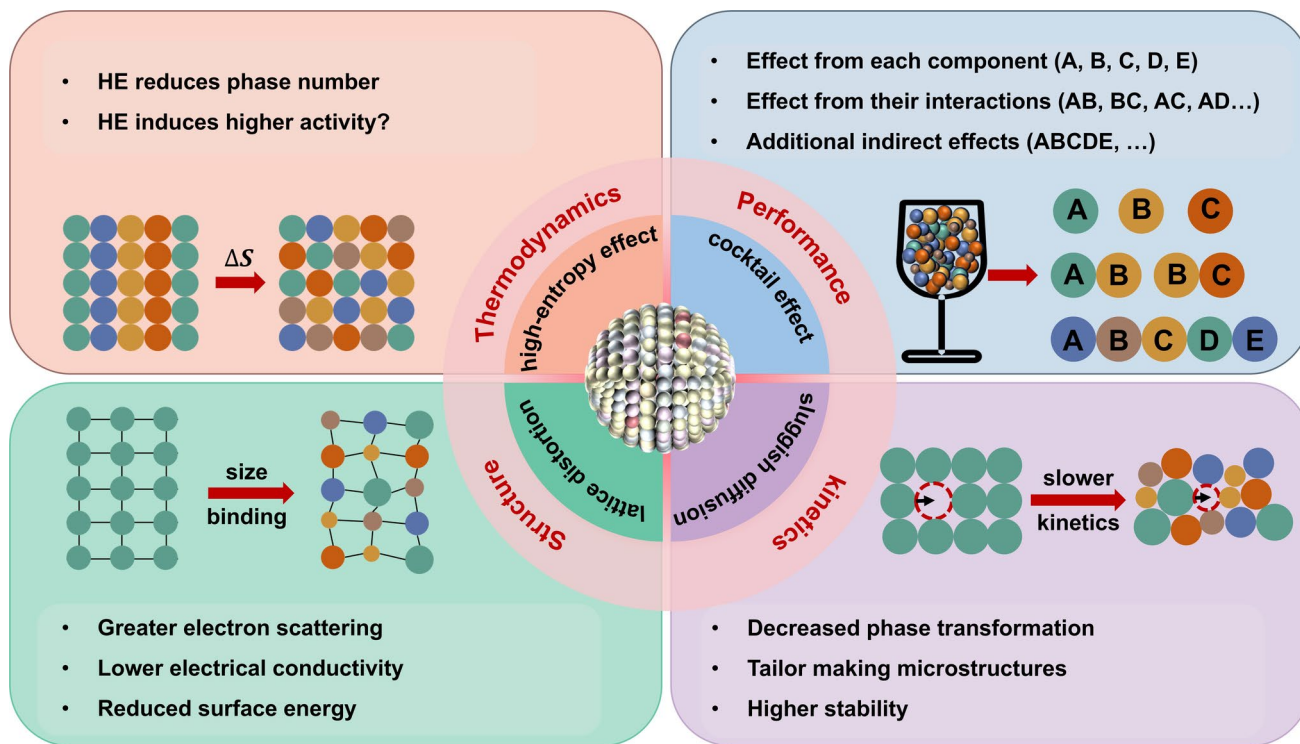 • HE reduces phase number
• HE induces higher activity?
ΔS
• Effect from each component (A, B, C, D, E)
• Effect from their interactions (AB, BC, AC, AD…)
• Additional indirect effects (ABCDE, …)
A B C
A B B C
A B C D E
Thermodynamics
high-entropy effect
Performance
cocktail effect
Structure
lattice distortion
kinetics
sluggish diffusion
size
binding
• Greater electron scattering
• Lower electrical conductivity
• Reduced surface energy
slower
kinetics
• Decreased phase transformation
• Tailor making microstructures
• Higher stability